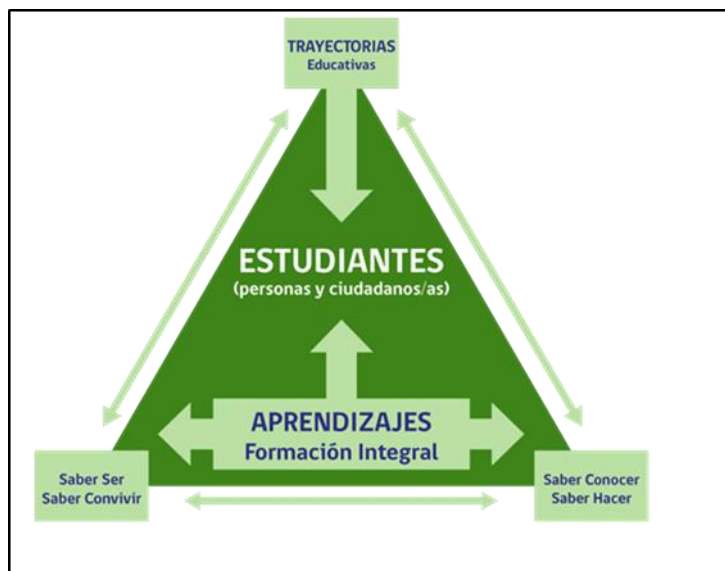 TRAYECTORIAS
Educativas
ESTUDIANTES
(personas y ciudadanos/as)
APRENDIZAJES
Formación Integral
Saber Ser
Saber Convivir
Saber Conocer
Saber Hacer